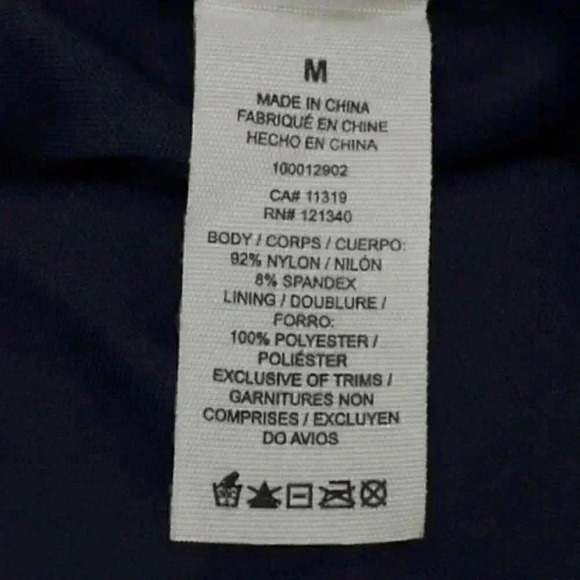 M
MADE IN CHINA
FABRIQUÉ EN CHINE
HECHO EN CHINA
100012902
CA# 11319
RN# 121340
BODY / CORPS / CUERPO:
92% NYLON / NILÓN
8% SPANDEX
LINING / DOUBLURE /
FORRO:
100% POLYESTER /
POLIÉSTER
EXCLUSIVE OF TRIMS /
GARNITURES NON
COMPRISES / EXCLUYEN
DO AVIOS